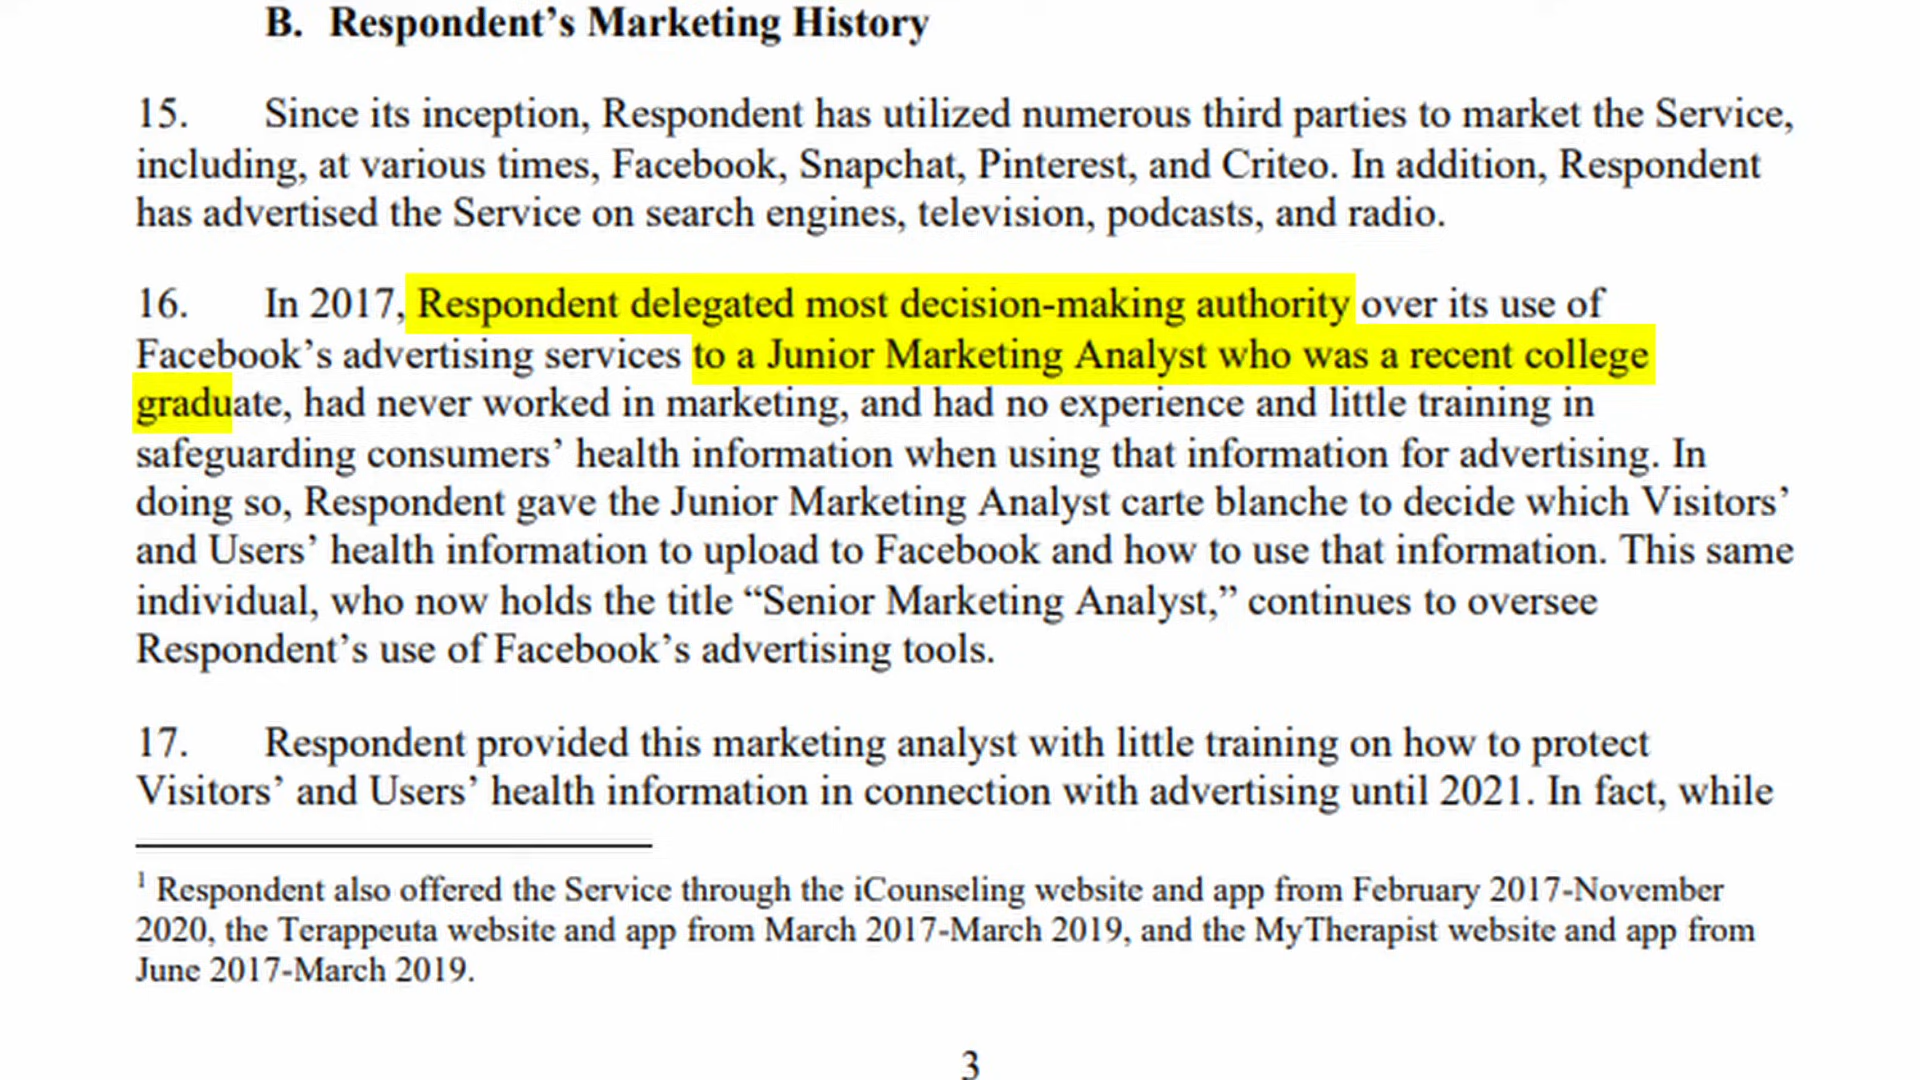 B. Respondent’s Marketing History
15. Since its inception, Respondent has utilized numerous third parties to market the Service,
including, at various times, Facebook, Snapchat, Pinterest, and Criteo. In addition, Respondent
has advertised the Service on search engines, television, podcasts, and radio.
16. In 2017, Respondent delegated most decision-making authority over its use of
Facebook’s advertising services to a Junior Marketing Analyst who was a recent college
graduate, had never worked in marketing, and had no experience and little training in
safeguarding consumers’ health information when using that information for advertising. In
doing so, Respondent gave the Junior Marketing Analyst carte blanche to decide which Visitors’
and Users’ health information to upload to Facebook and how to use that information. This same
individual, who now holds the title “Senior Marketing Analyst,” continues to oversee
Respondent’s use of Facebook’s advertising tools.
17. Respondent provided this marketing analyst with little training on how to protect
Visitors’ and Users’ health information in connection with advertising until 2021. In fact, while
1 Respondent also offered the Service through the iCounseling website and app from February 2017-November
2020, the Terappeuta website and app from March 2017-March 2019, and the MyTherapist website and app from
June 2017-March 2019.
3